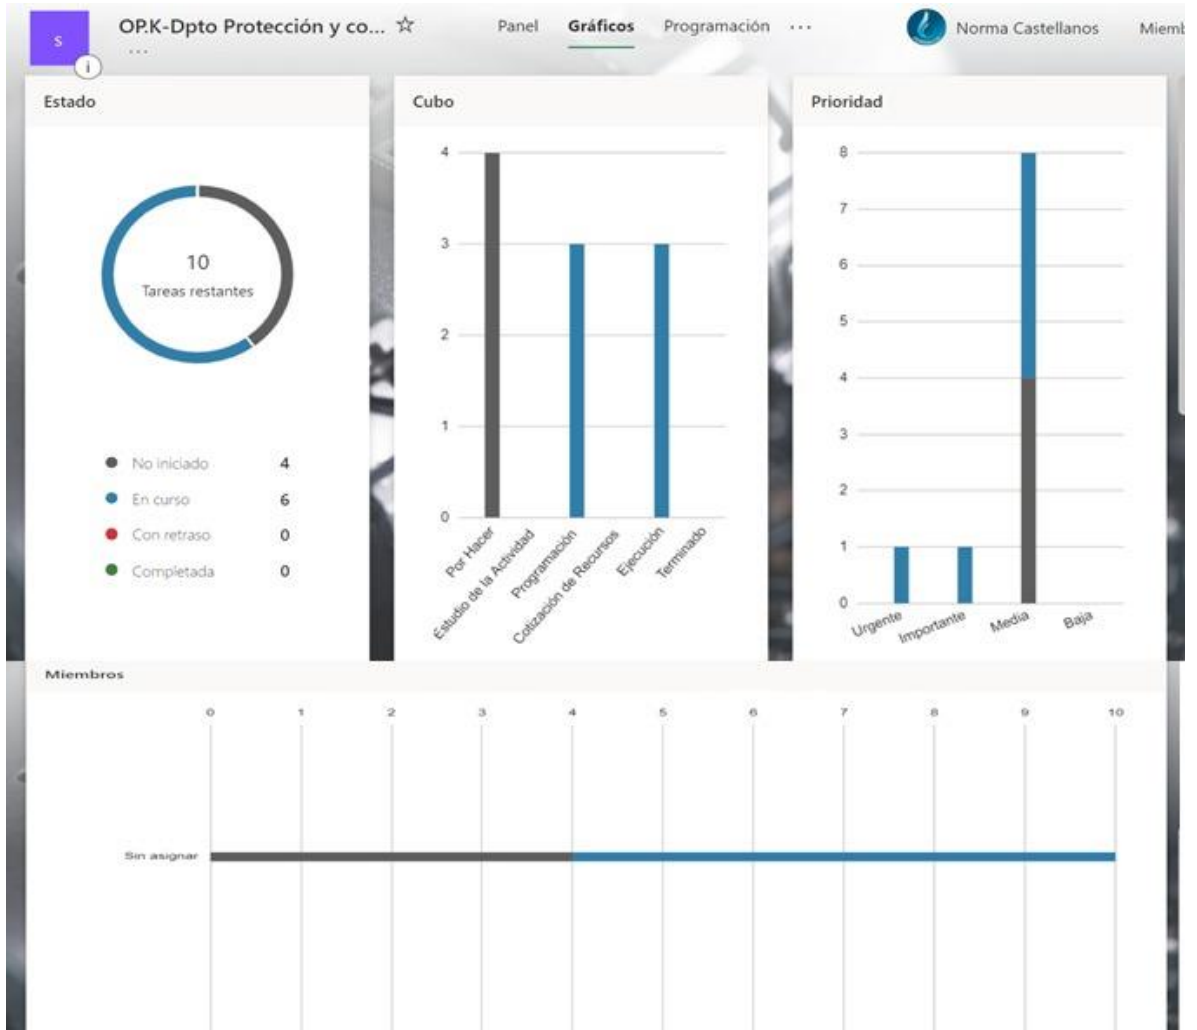 S
OP.K-Dpto Protección y co... ☆
...
Panel Gráficos Programación ...
Norma Castellanos
Miemb
i
Estado
10
Tareas restantes
No iniciado 4
En curso 6
Con retraso 0
Completada 0
Cubo
4
3
2
1
0
Por Hacer
Estudio de la Actividad
Programación
Cotización de Recursos
Ejecución
Terminado
Prioridad
8
7
6
5
4
3
2
1
0
Urgente
Importante
Media
Baja
Miembros
0 1 2 3 4 5 6 7 8 9 10
Sin asignar